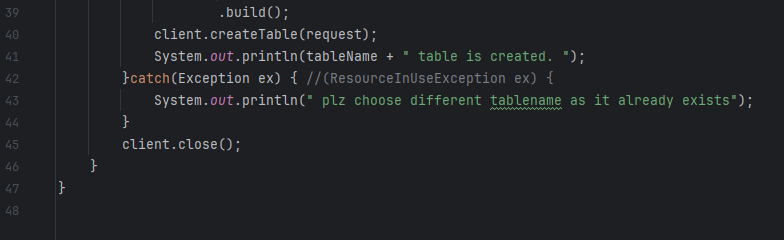 39 .build();
40 client.createTable(request);
41 System.out.println(tableName + " table is created. ");
42 }catch(Exception ex) { //(ResourceInUseException ex) {
43 System.out.println(" plz choose different tablename as it already exists");
44 }
45 client.close();
46 }
47 }
48